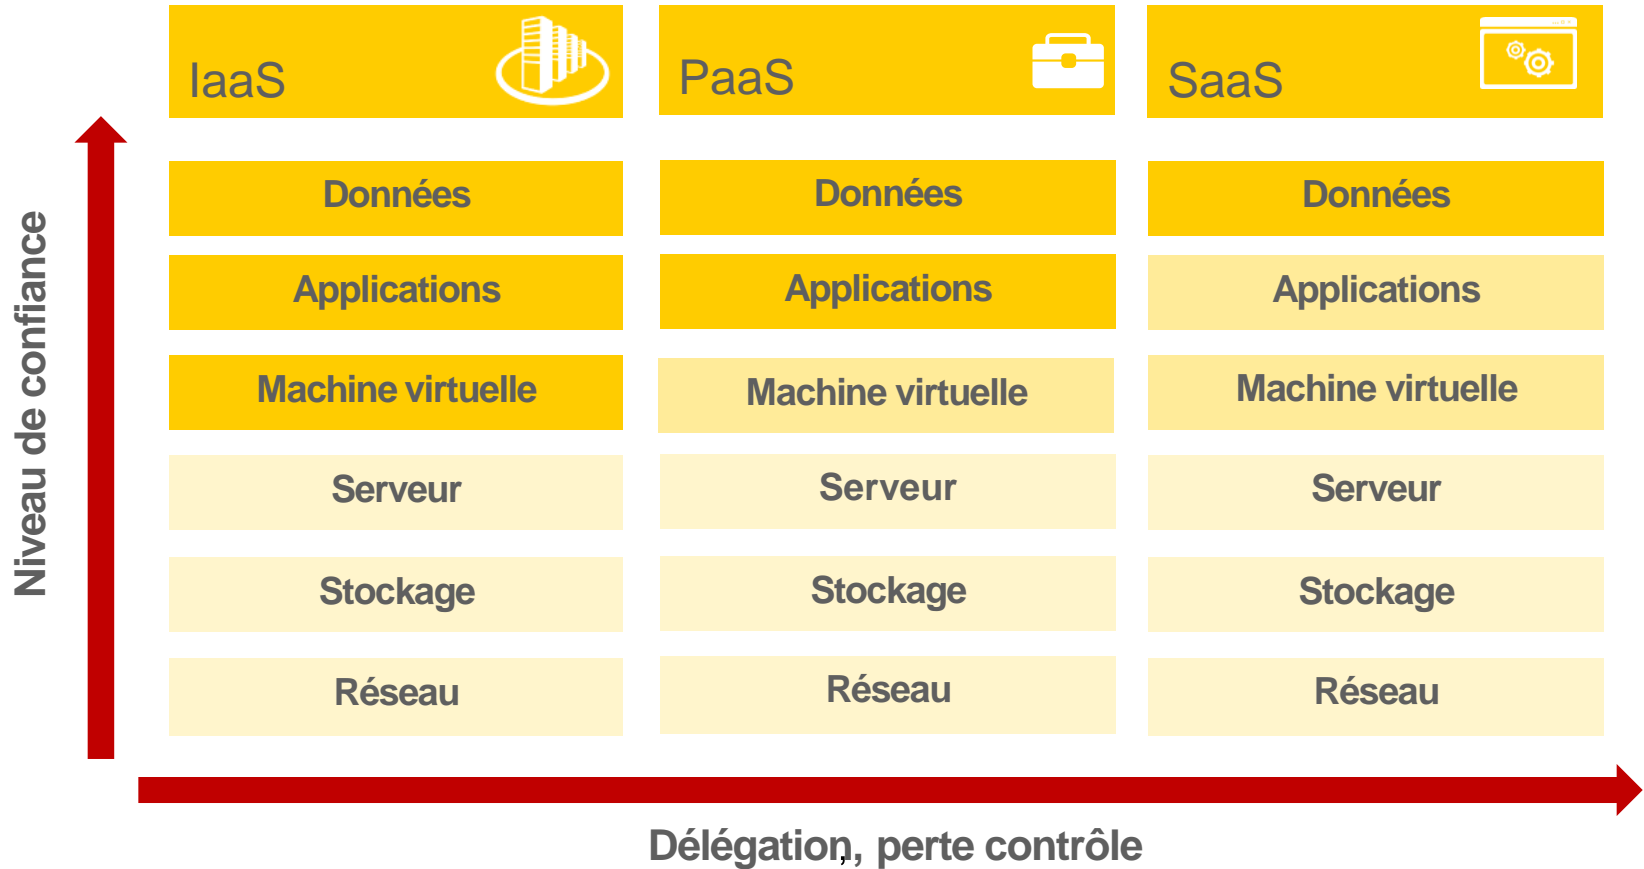 IaaS
PaaS
SaaS
Données
Données
Données
Applications
Applications
Applications
Machine virtuelle
Machine virtuelle
Machine virtuelle
Serveur
Serveur
Serveur
Stockage
Stockage
Stockage
Réseau
Réseau
Réseau
Niveau de confiance
Délégation, perte contrôle
,